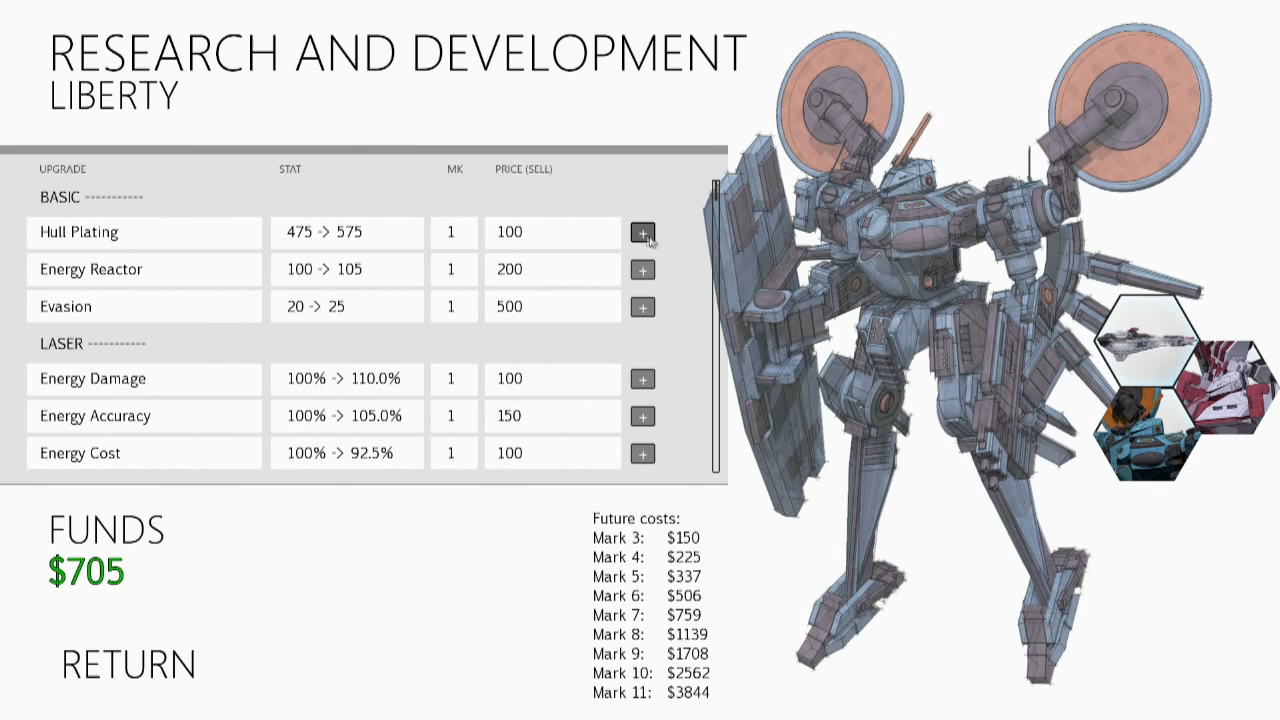 RESEARCH AND DEVELOPMENT
LIBERTY
UPGRADE STAT MK PRICE (SELL)
BASIC -----------
Hull Plating 475 -> 575 1 100 +
Energy Reactor 100 -> 105 1 200 +
Evasion 20 -> 25 1 500 +
LASER -----------
Energy Damage 100% -> 110.0% 1 100 +
Energy Accuracy 100% -> 105.0% 1 150 +
Energy Cost 100% -> 92.5% 1 100 +
FUNDS
$705
RETURN
Future costs:
Mark 3: $150
Mark 4: $225
Mark 5: $337
Mark 6: $506
Mark 7: $759
Mark 8: $1139
Mark 9: $1708
Mark 10: $2562
Mark 11: $3844